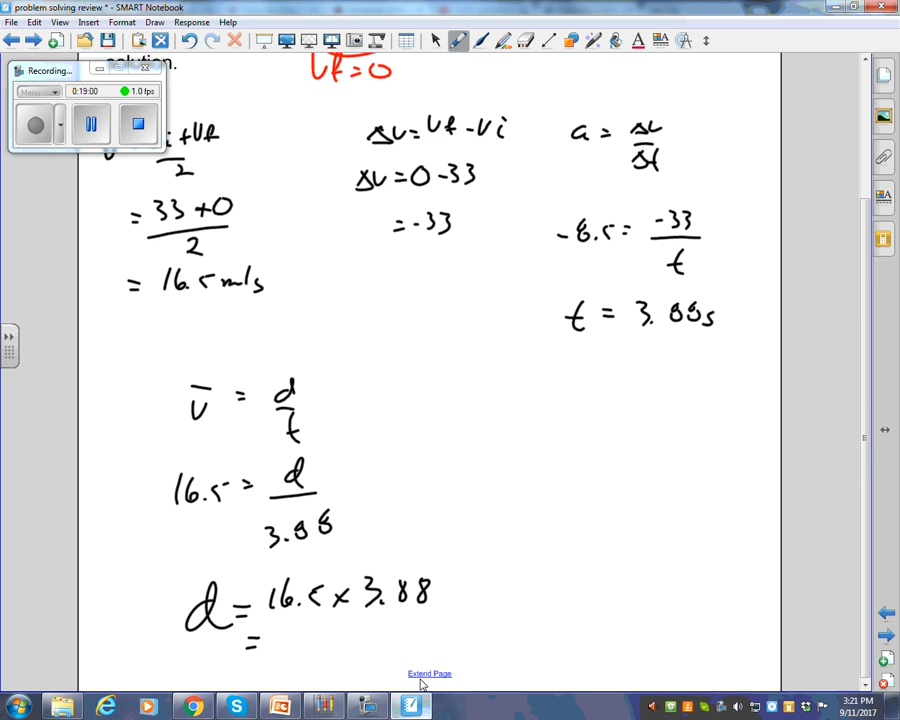 problem solving review * - SMART Notebook
File Edit View Insert Format Draw Response Help
solution.
Vf = 0
Recording...
Menu
0:19:00 1.0 fps
i + Vf
2
= 33 + 0
2
= 16.5 m/s
Δv = Vf - Vi
Δv = 0 - 33
= -33
a = Δv
Δt
-8.5 = -33
t
t = 3.88s
v̄ = d
t
16.5 = d
3.88
d = 16.5 x 3.88
=
Extend Page
3:21 PM
9/11/2017